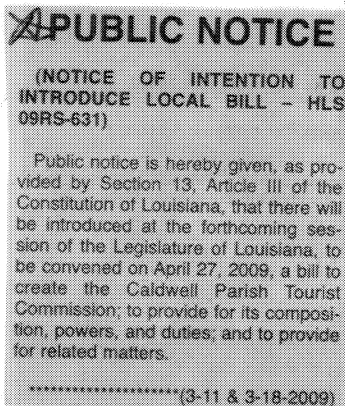 PUBLIC NOTICE
(NOTICE OF INTENTION TO
INTRODUCE LOCAL BILL – HLS
09RS-631)
Public notice is hereby given, as pro-
vided by Section 13, Article III of the
Constitution of Louisiana, that there will
be introduced at the forthcoming ses-
sion of the Legislature of Louisiana, to
be convened on April 27, 2009, a bill to
create the Caldwell Parish Tourist
Commission; to provide for its composi-
tion, powers, and duties; and to provide
for related matters.
*********************(3-11 & 3-18-2009)